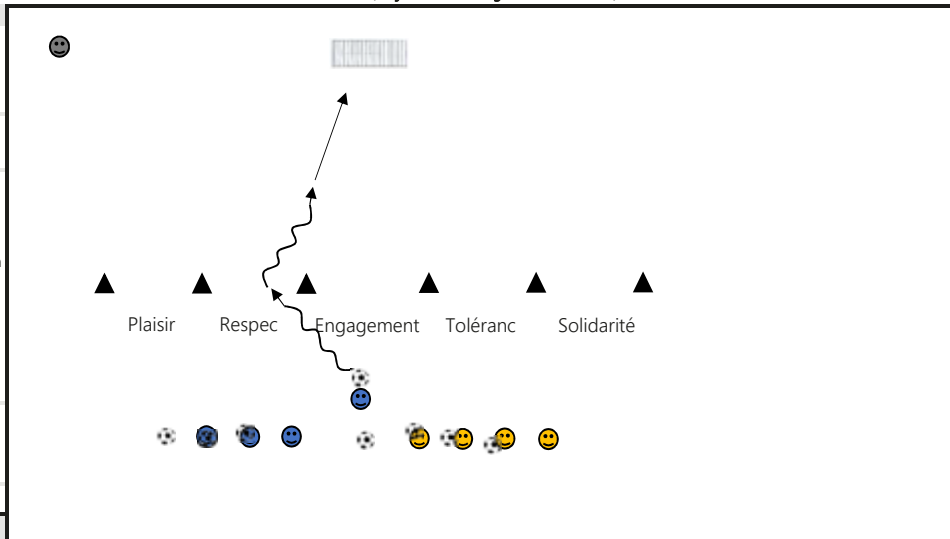 Plaisir
Respec
Engagement
Toléranc
Solidarité